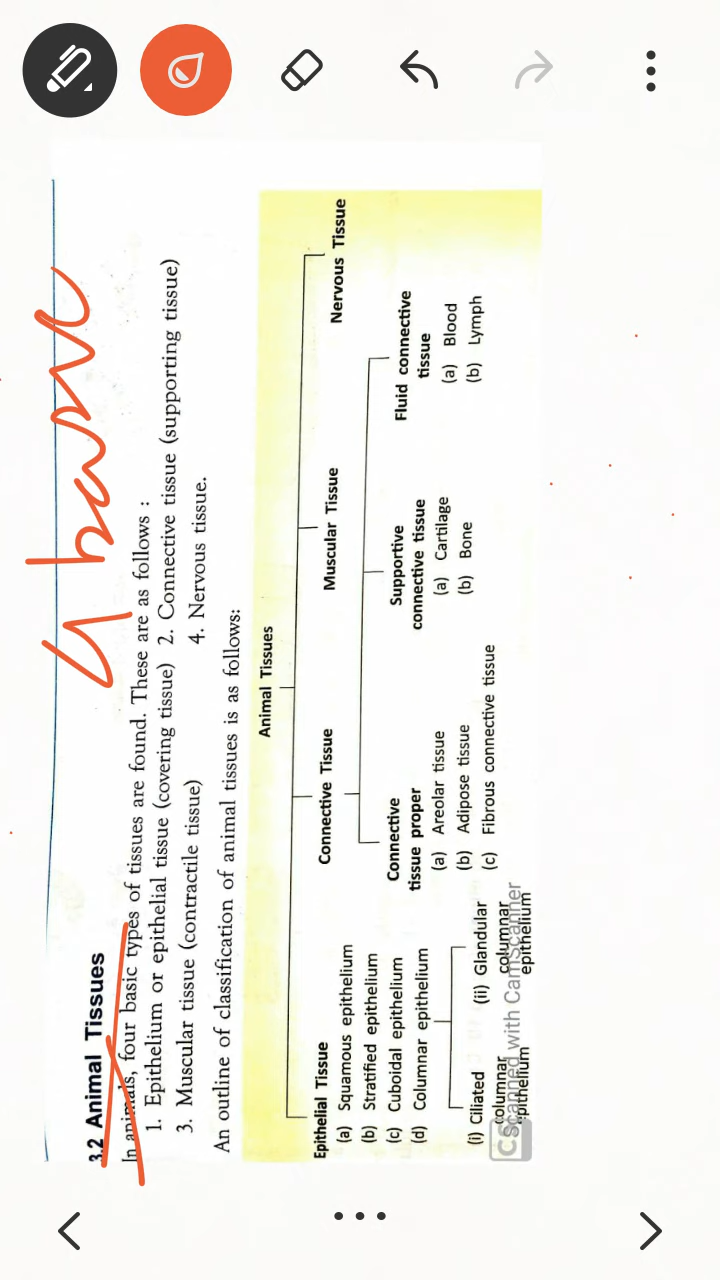 3.2 Animal Tissues
In animals, four basic types of tissues are found. These are as follows :
1. Epithelium or epithelial tissue (covering tissue) 2. Connective tissue (supporting tissue)
3. Muscular tissue (contractile tissue) 4. Nervous tissue.
An outline of classification of animal tissues is as follows:
Animal Tissues
Epithelial Tissue
(a) Squamous epithelium
(b) Stratified epithelium
(c) Cuboidal epithelium
(d) Columnar epithelium
(i) Ciliated
columnar
epithelium
(ii) Glandular
columnar
epithelium
Connective Tissue
Connective
tissue proper
(a) Areolar tissue
(b) Adipose tissue
(c) Fibrous connective tissue
Supportive
connective tissue
(a) Cartilage
(b) Bone
Fluid connective
tissue
(a) Blood
(b) Lymph
Muscular Tissue
Nervous Tissue
CS Scanned with CamScanner